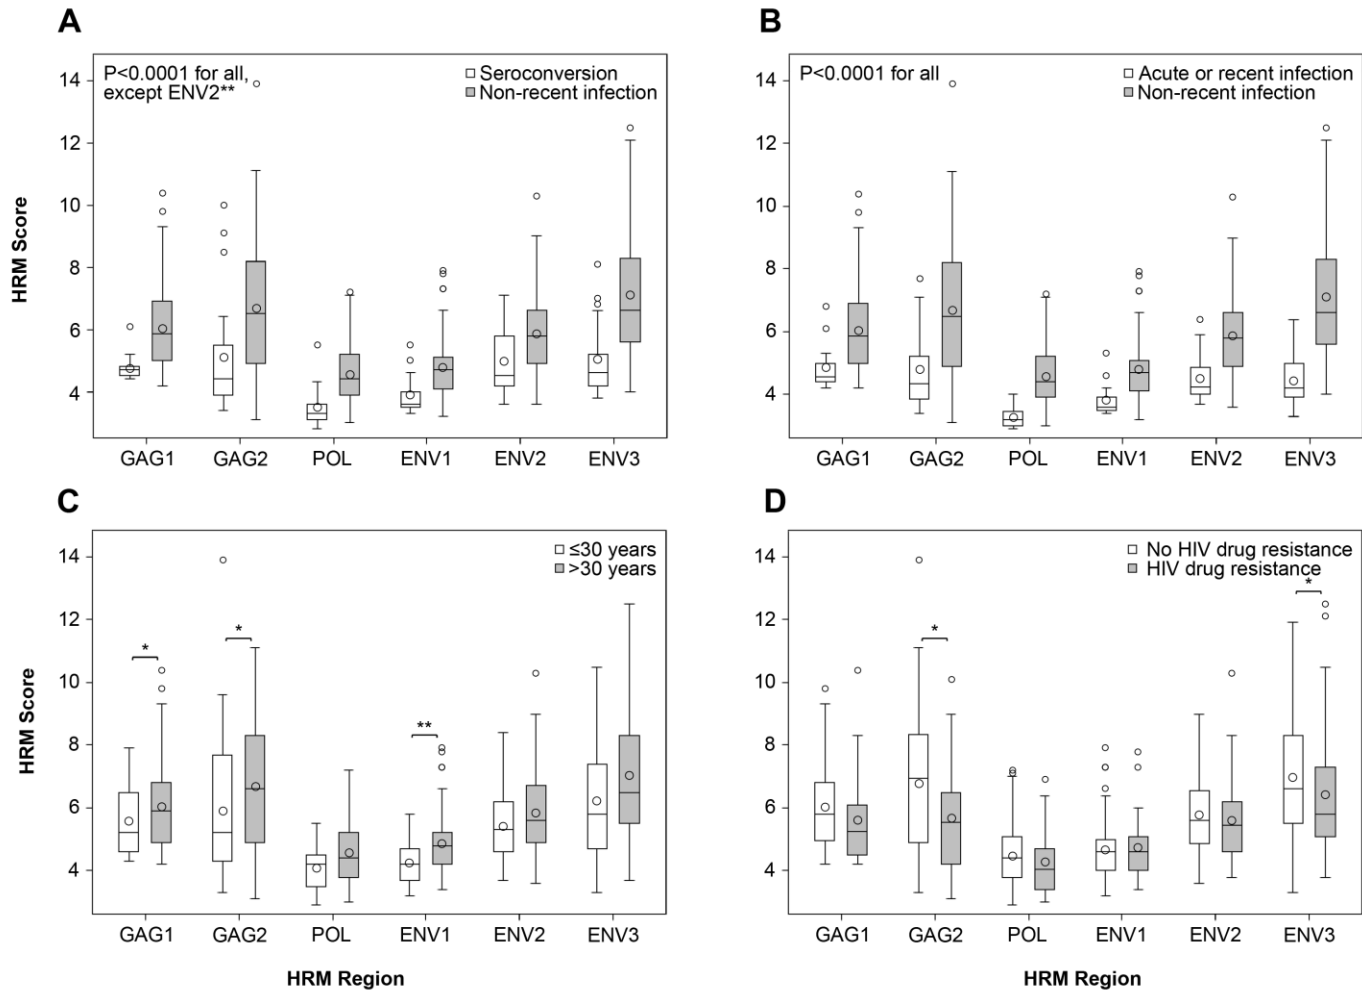 A
P<0.0001 for all,
except ENV2**
Seroconversion
Non-recent infection
14
12
10
8
6
4
HRM Score
GAG1 GAG2 POL ENV1 ENV2 ENV3
B
P<0.0001 for all
Acute or recent infection
Non-recent infection
14
12
10
8
6
4
GAG1 GAG2 POL ENV1 ENV2 ENV3
C
≤30 years
>30 years
14
12
10
8
6
4
HRM Score
*
*
**
GAG1 GAG2 POL ENV1 ENV2 ENV3
HRM Region
D
No HIV drug resistance
HIV drug resistance
14
12
10
8
6
4
*
*
GAG1 GAG2 POL ENV1 ENV2 ENV3
HRM Region